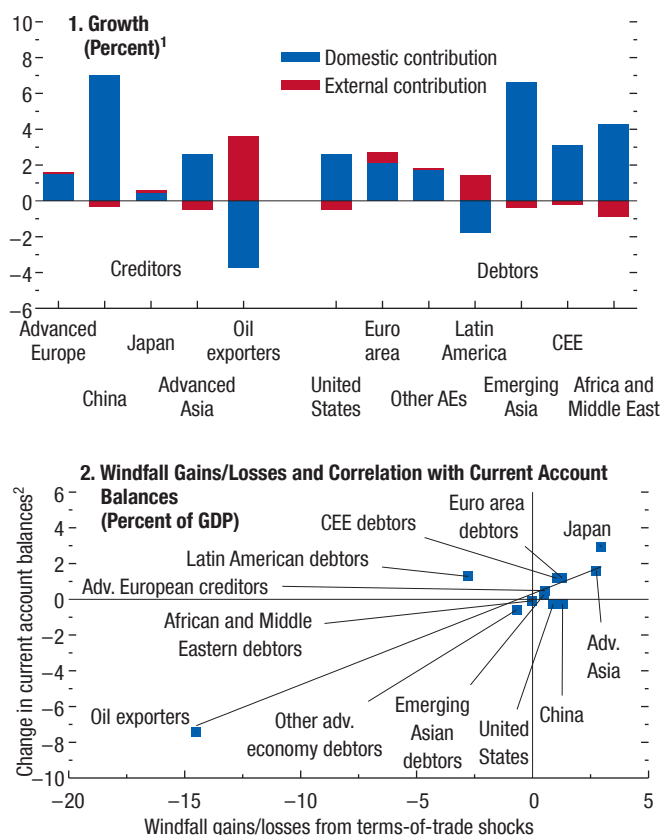 1. Growth
(Percent)1
Domestic contribution
External contribution
10
8
6
4
2
0
−2
−4
−6
Creditors
Debtors
Advanced
Europe
China
Japan
Advanced
Asia
Oil
exporters
United
States
Euro
area
Other AEs
Latin
America
Emerging
Asia
CEE
Africa and
Middle East
2. Windfall Gains/Losses and Correlation with Current Account
Balances
(Percent of GDP)
Change in current account balances2
6
4
2
0
−2
−4
−6
−8
−10
CEE debtors
Euro area
debtors
Japan
Latin American debtors
Adv. European creditors
African and Middle
Eastern debtors
Oil exporters
Other adv.
economy debtors
Emerging
Asian
debtors
United
States
China
Adv.
Asia
−20
−15
−10
−5
0
5
Windfall gains/losses from terms-of-trade shocks